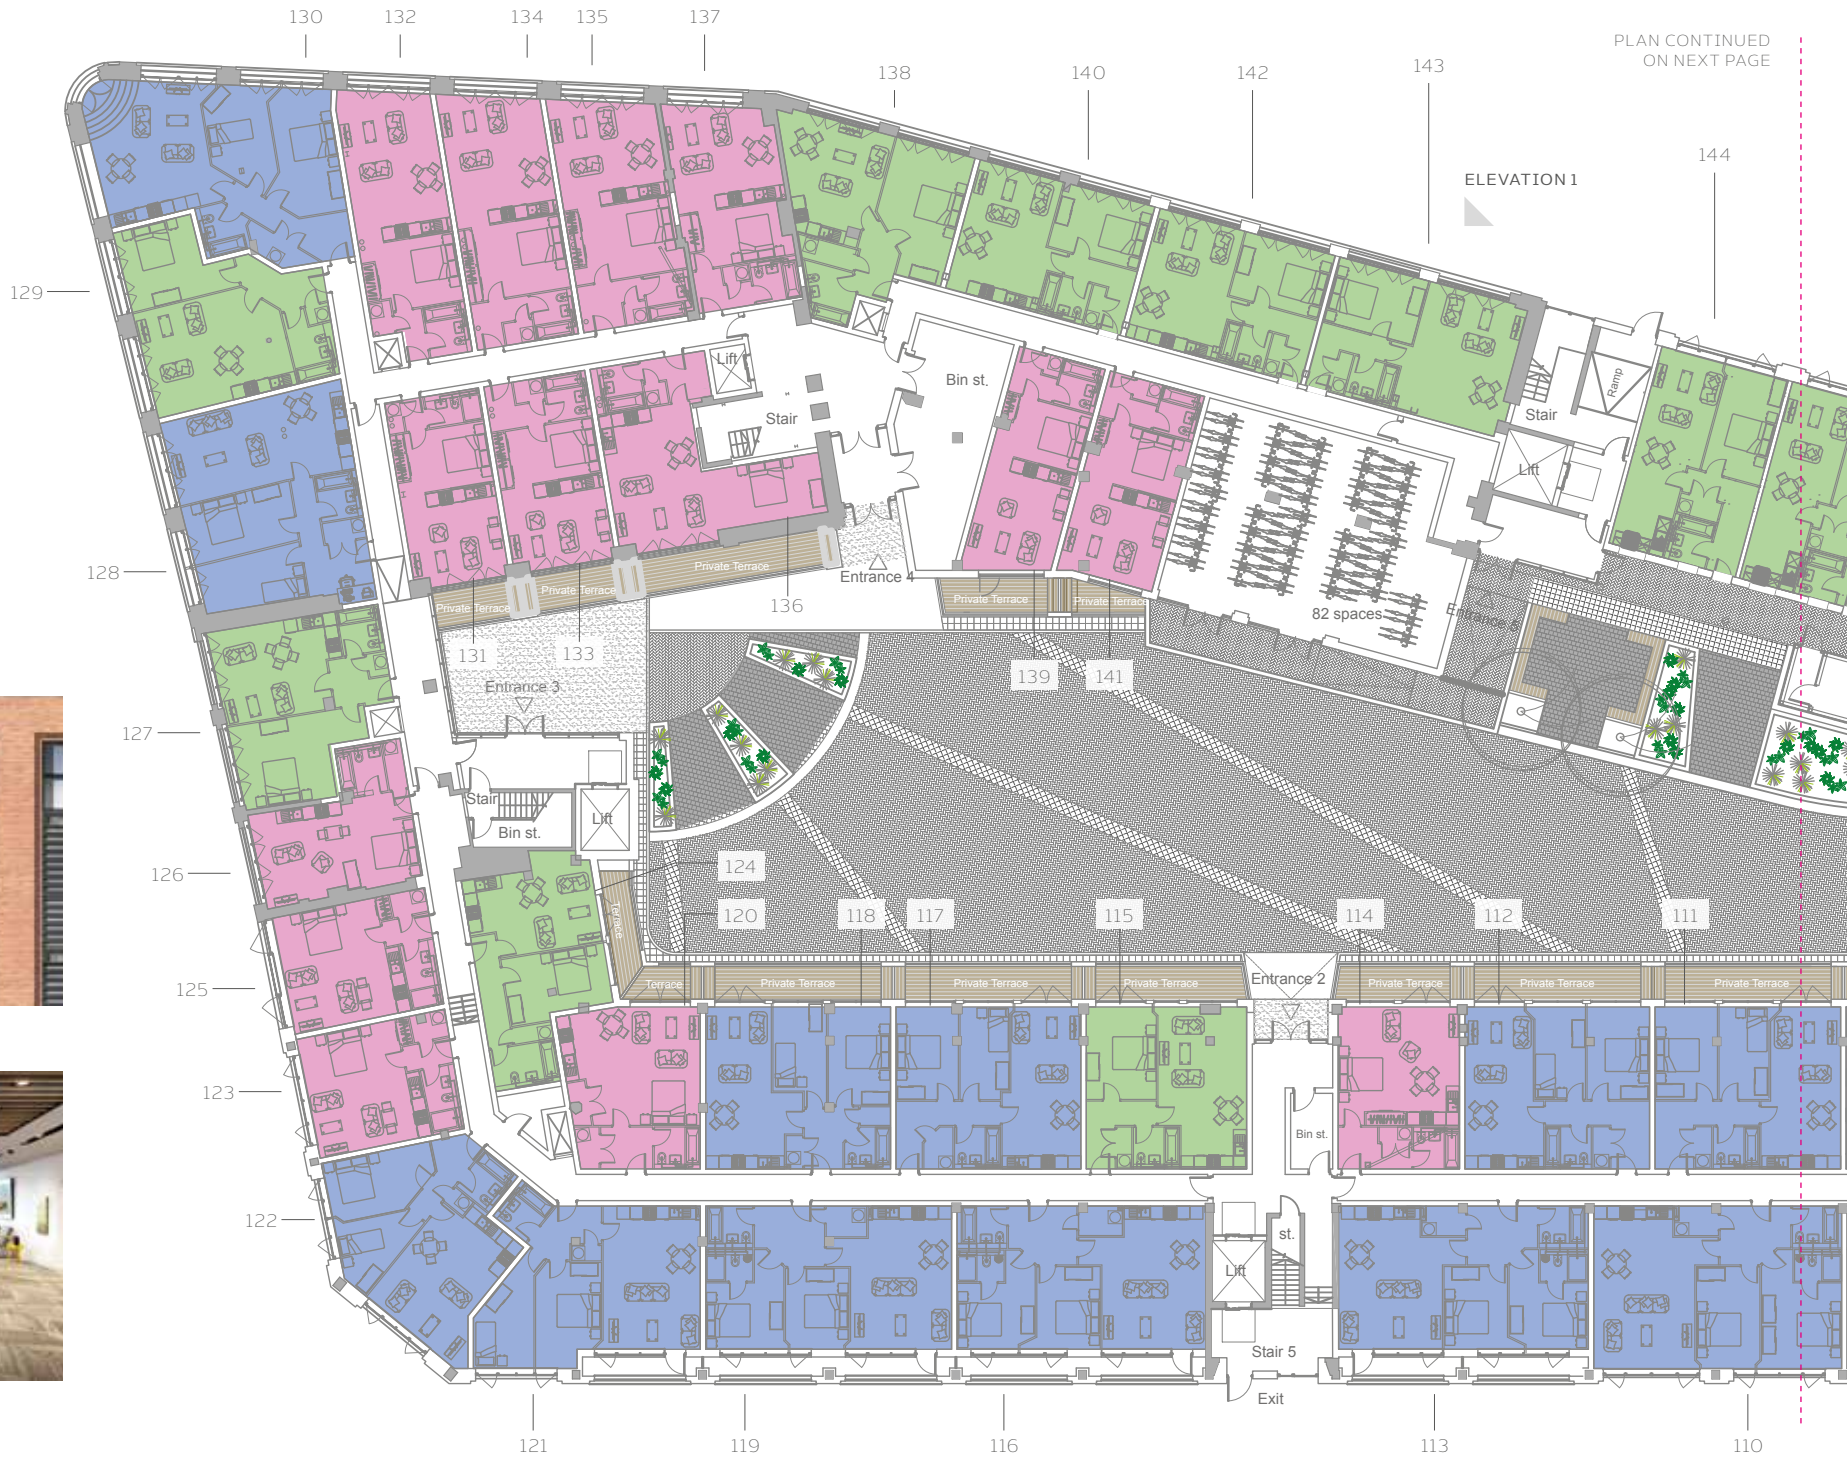 130
132
134
135
137
138
140
142
143
PLAN CONTINUED
ON NEXT PAGE
144
ELEVATION 1
129
Lift
Bin st.
Stair
Ramp
Stair
Lift
128
Private Terrace
Private Terrace
Private Terrace
Entrance 4
136
Private Terrace
Private Terrace
82 spaces
Entrance 5
131
133
139
141
Entrance 3
127
Stair
Bin st.
Lift
126
124
Terrace
120
118
117
115
114
112
111
125
Terrace
Private Terrace
Private Terrace
Private Terrace
Entrance 2
Private Terrace
Private Terrace
Private Terrace
123
Bin st.
122
st.
Lift
Stair 5
Exit
121
119
116
113
110